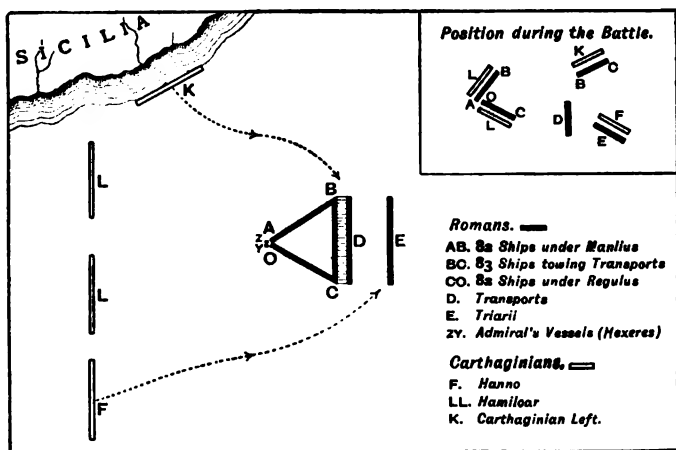 SICILIA
K
L
L
F
B
A
Z
Y
O
C
D
E
Position during the Battle.
K
C
B
L
B
O
A
C
L
D
F
E
Romans.
AB. 82 Ships under Manlius
BC. 83 Ships towing Transports
CO. 82 Ships under Regulus
D. Transports
E. Triarii
ZY. Admiral's Vessels (Hexeres)
Carthaginians.
F. Hanno
LL. Hamilcar
K. Carthaginian Left.